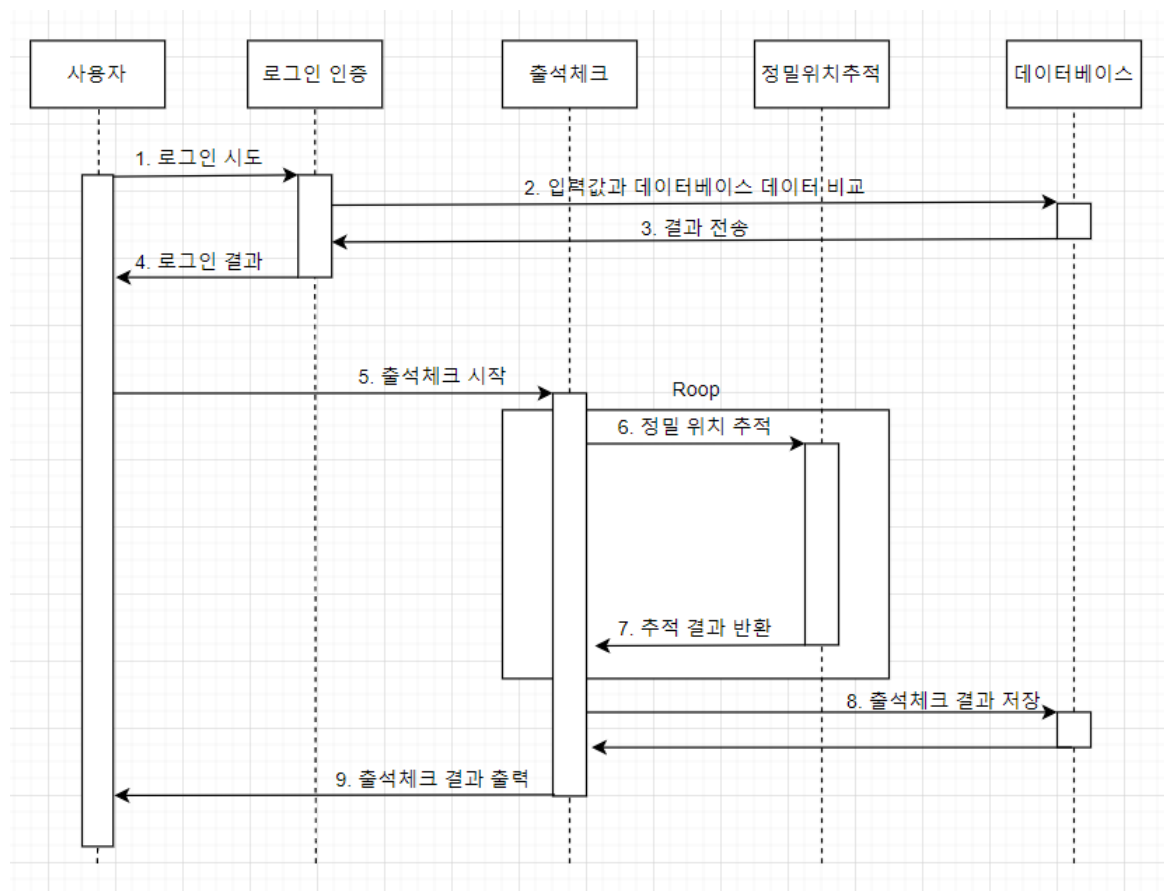 사용자
로그인 인증
출석체크
정밀위치추적
데이터베이스
1. 로그인 시도
2. 입력값과 데이터베이스 데이터 비교
3. 결과 전송
4. 로그인 결과
5. 출석체크 시작
Roop
6. 정밀 위치 추적
7. 추적 결과 반환
8. 출석체크 결과 저장
9. 출석체크 결과 출력